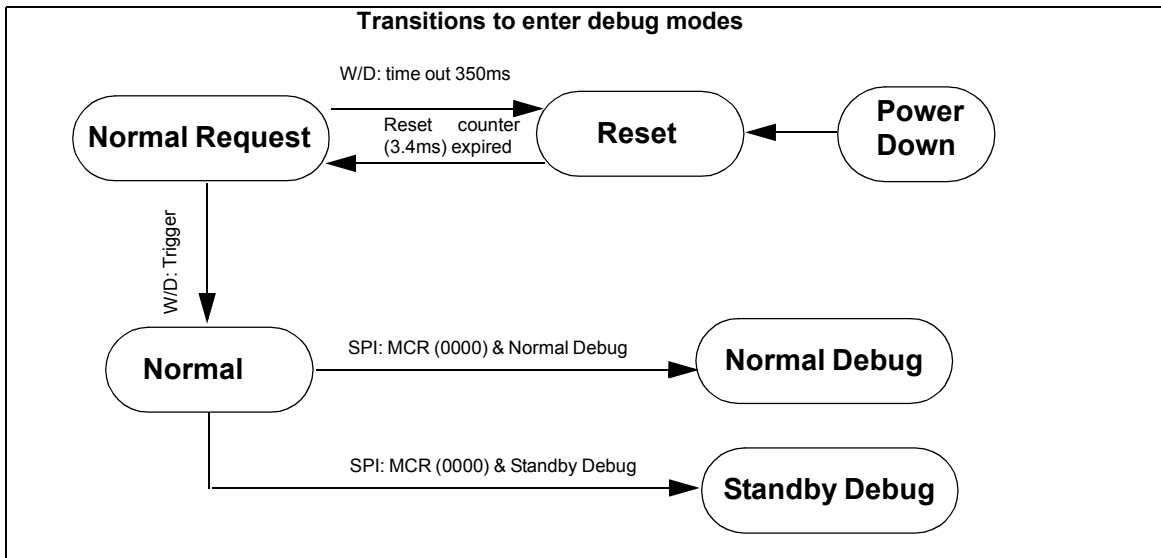 Transitions to enter debug modes
W/D: time out 350ms
Normal Request
Reset counter
(3.4ms) expired
Reset
Power
Down
W/D: Trigger
Normal
SPI: MCR (0000) & Normal Debug
Normal Debug
SPI: MCR (0000) & Standby Debug
Standby Debug